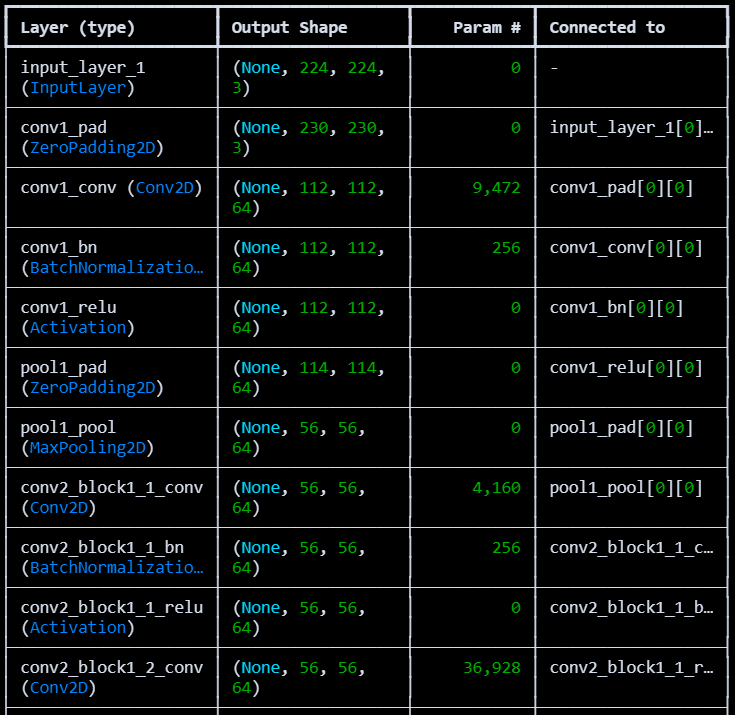 Layer (type) Output Shape Param # Connected to
input_layer_1 (None, 224, 224, 0 -
(InputLayer) 3)
conv1_pad (None, 230, 230, 0 input_layer_1[0]…
(ZeroPadding2D) 3)
conv1_conv (Conv2D) (None, 112, 112, 9,472 conv1_pad[0][0]
64)
conv1_bn (None, 112, 112, 256 conv1_conv[0][0]
(BatchNormalizatio… 64)
conv1_relu (None, 112, 112, 0 conv1_bn[0][0]
(Activation) 64)
pool1_pad (None, 114, 114, 0 conv1_relu[0][0]
(ZeroPadding2D) 64)
pool1_pool (None, 56, 56, 0 pool1_pad[0][0]
(MaxPooling2D) 64)
conv2_block1_1_conv (None, 56, 56, 4,160 pool1_pool[0][0]
(Conv2D) 64)
conv2_block1_1_bn (None, 56, 56, 256 conv2_block1_1_c…
(BatchNormalizatio… 64)
conv2_block1_1_relu (None, 56, 56, 0 conv2_block1_1_b…
(Activation) 64)
conv2_block1_2_conv (None, 56, 56, 36,928 conv2_block1_1_r…
(Conv2D) 64)